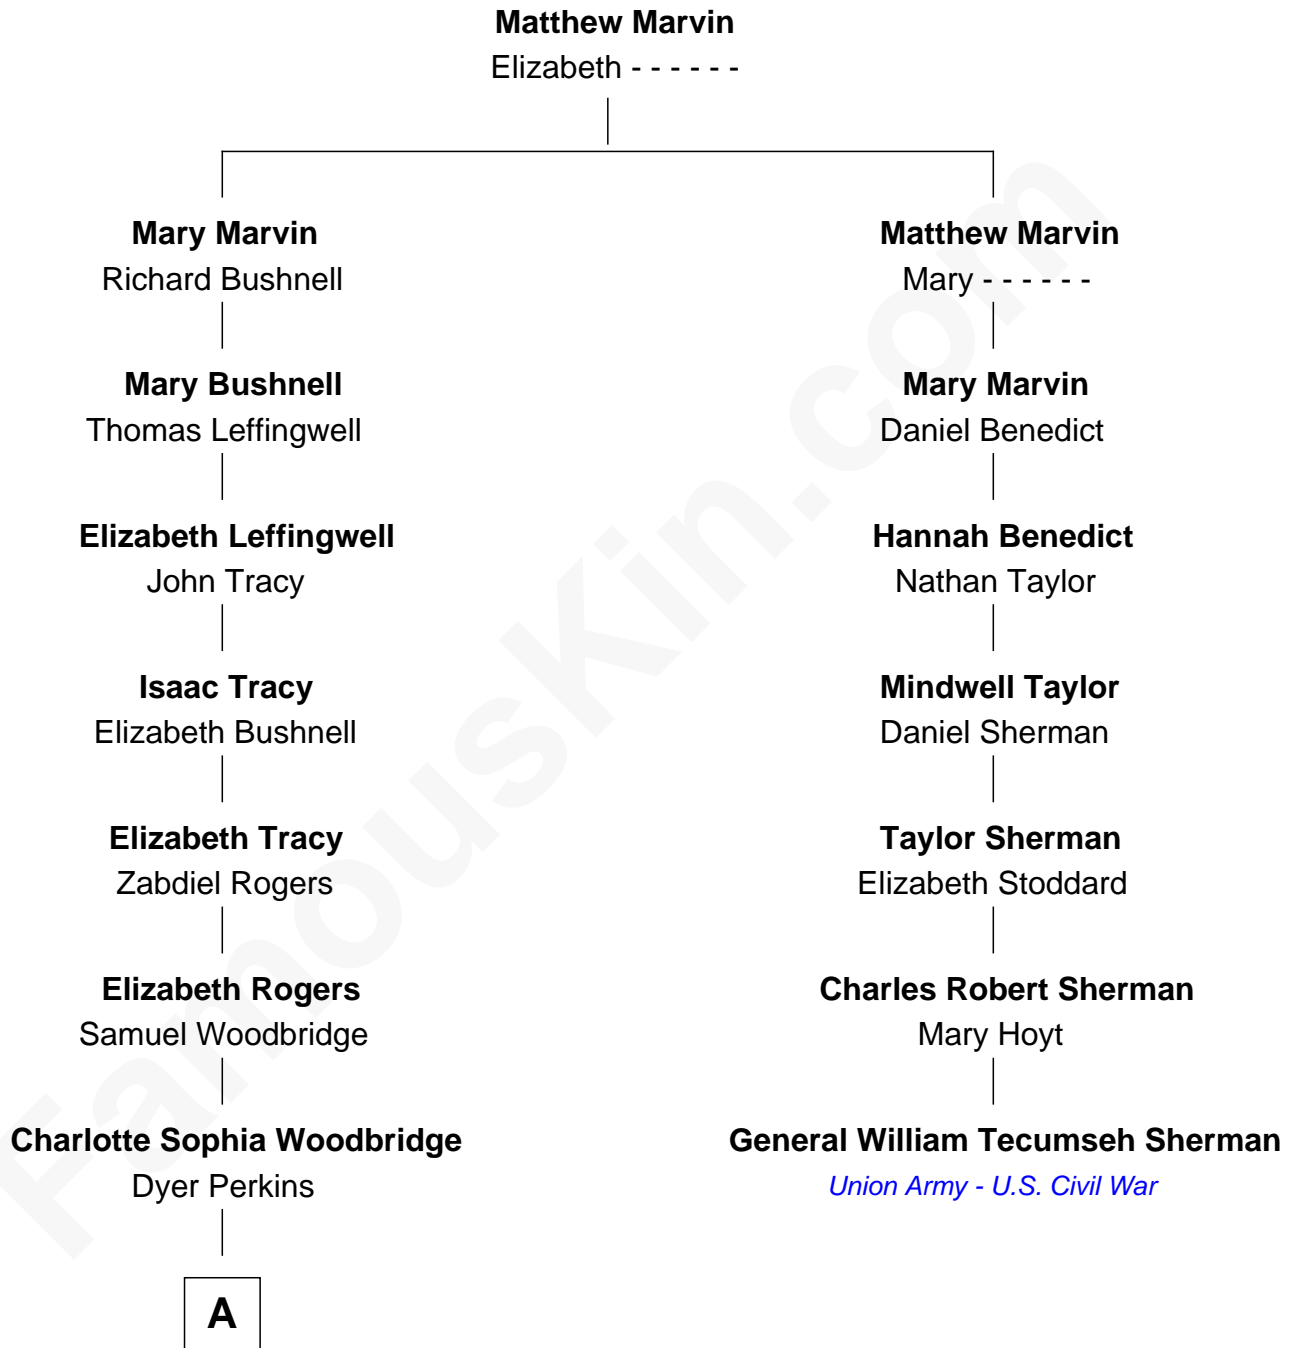 Matthew Marvin
Elizabeth - - - - - -
Mary Marvin
Richard Bushnell
Matthew Marvin
Mary - - - - - -
Mary Bushnell
Thomas Leffingwell
Mary Marvin
Daniel Benedict
Elizabeth Leffingwell
John Tracy
Hannah Benedict
Nathan Taylor
Isaac Tracy
Elizabeth Bushnell
Mindwell Taylor
Daniel Sherman
Elizabeth Tracy
Zabdiel Rogers
Taylor Sherman
Elizabeth Stoddard
Elizabeth Rogers
Samuel Woodbridge
Charles Robert Sherman
Mary Hoyt
Charlotte Sophia Woodbridge
Dyer Perkins
General William Tecumseh Sherman
Union Army - U.S. Civil War
A
FamousKin.com